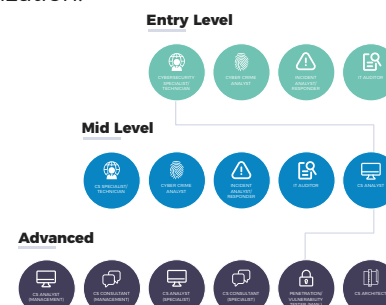 ization.
Entry Level
CYBERSECURITY
SPECIALIST/
TECHNICIAN
CYBER CRIME
ANALYST
INCIDENT
ANALYST/
RESPONDER
IT AUDITOR
Mid Level
CS SPECIALIST/
TECHNICIAN
CYBER CRIME
ANALYST
INCIDENT
ANALYST/
RESPONDER
IT AUDITOR
CS ANALYST
Advanced
CS ANALYST
(MANAGEMENT)
CS CONSULTANT
(MANAGEMENT)
CS ANALYST
(SPECIALIST)
CS CONSULTANT
(SPECIALIST)
PENETRATION/
VULNERABILITY
CS ARCHITECT